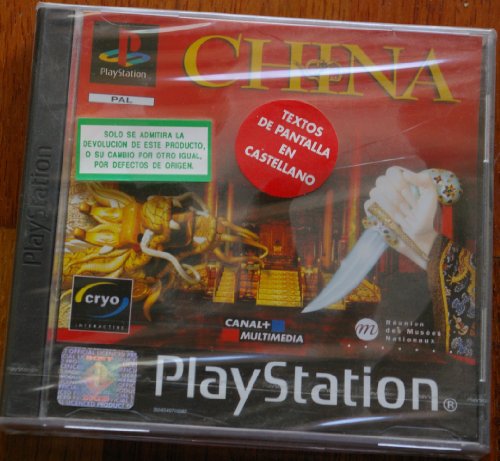 PlayStation
PAL
CHINA
SOLO SE ADMITIRA LA
DEVOLUCION DE ESTE PRODUCTO,
O SU CAMBIO POR OTRO IGUAL,
POR DEFECTOS DE ORIGEN.
TEXTOS
DE PANTALLA
EN
CASTELLANO
PlayStation
cryo
INTERACTIVE
CANAL+
MULTIMEDIA
m
Réunion
des Musées
Nationaux
SONY
PlayStation®